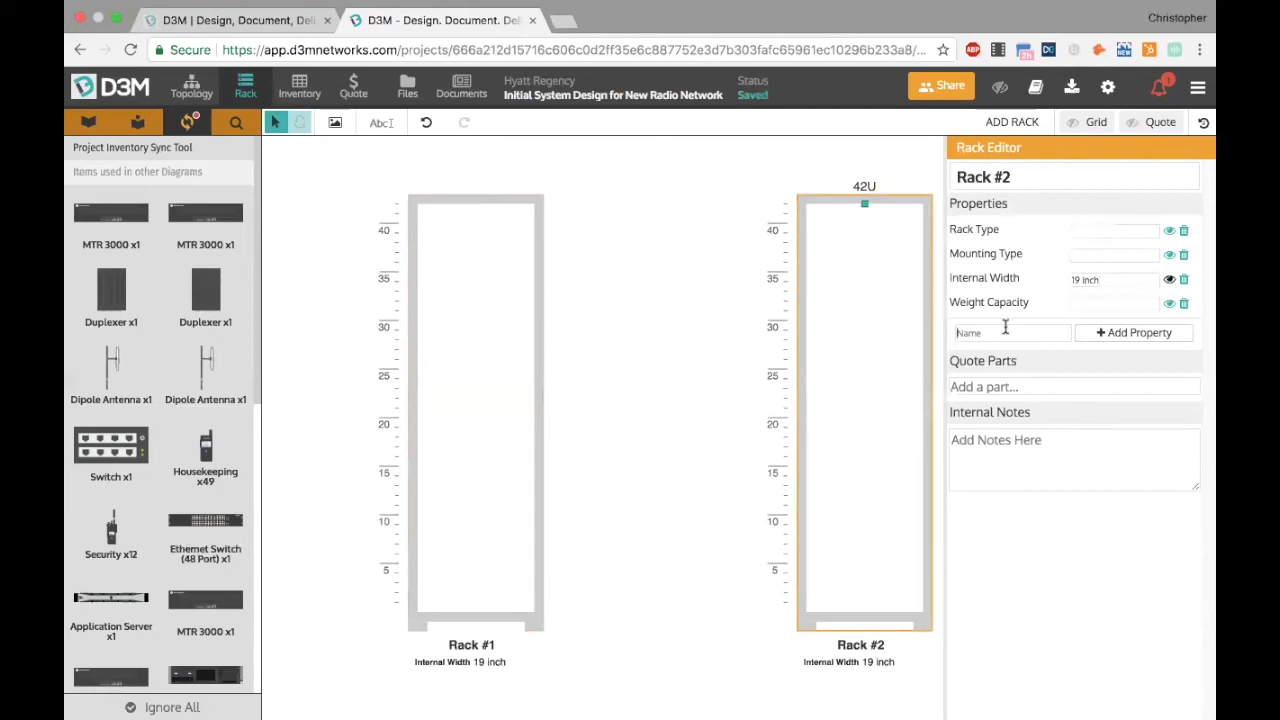 Christopher
D3M | Design, Document, Deli
D3M - Design. Document. Deli
Secure
https://app.d3mnetworks.com/projects/666a212d15716c606c0d2ff35e6c887752e3d7b303fafc65961ec10296b233a8/...
D3M
Topology
Rack
Inventory
Quote
Files
Documents
Hyatt Regency
Initial System Design for New Radio Network
Status
Saved
Share
1
Abc
ADD RACK
Grid
Quote
Project Inventory Sync Tool
Items used in other Diagrams
MTR 3000 x1
MTR 3000 x1
Duplexer x1
Duplexer x1
Dipole Antenna x1
Dipole Antenna x1
Switch x1
Housekeeping
x49
Security x12
Ethernet Switch
(48 Port) x1
Application Server
x1
MTR 3000 x1
Ignore All
40
35
30
25
20
15
10
5
Rack #1
Internal Width 19 inch
42U
40
35
30
25
20
15
10
5
Rack #2
Internal Width 19 inch
Rack Editor
Rack #2
Properties
Rack Type
Mounting Type
Internal Width 19 inch
Weight Capacity
Name
+ Add Property
Quote Parts
Add a part...
Internal Notes
Add Notes Here